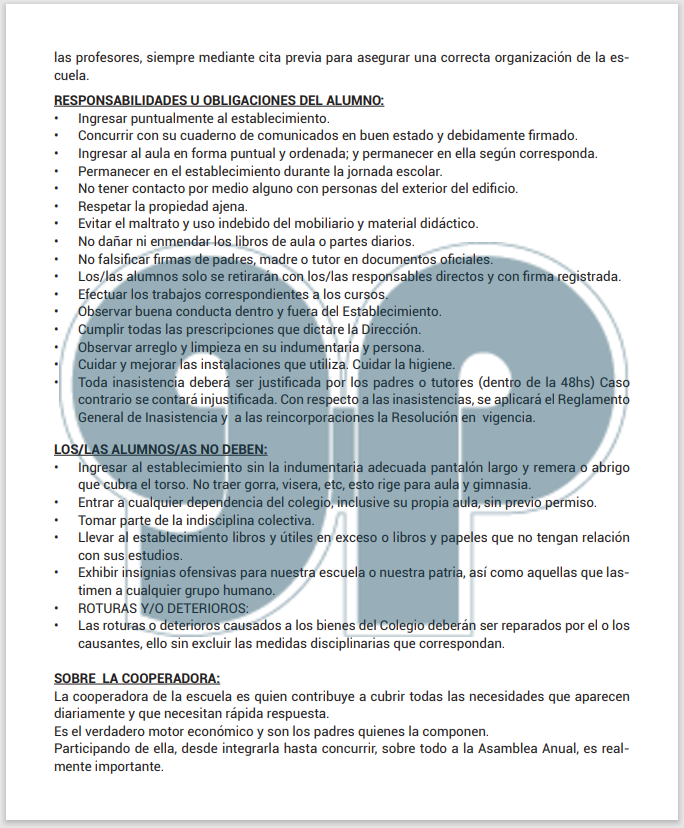 las profesores, siempre mediante cita previa para asegurar una correcta organización de la es-
cuela.
RESPONSABILIDADES U OBLIGACIONES DEL ALUMNO:
• Ingresar puntualmente al establecimiento.
• Concurrir con su cuaderno de comunicados en buen estado y debidamente firmado.
• Ingresar al aula en forma puntual y ordenada; y permanecer en ella según corresponda.
• Permanecer en el establecimiento durante la jornada escolar.
• No tener contacto por medio alguno con personas del exterior del edificio.
• Respetar la propiedad ajena.
• Evitar el maltrato y uso indebido del mobiliario y material didáctico.
• No dañar ni enmendar los libros de aula o partes diarios.
• No falsificar firmas de padres, madre o tutor en documentos oficiales.
• Los/las alumnos solo se retirarán con los/las responsables directos y con firma registrada.
• Efectuar los trabajos correspondientes a los cursos.
• Observar buena conducta dentro y fuera del Establecimiento.
• Cumplir todas las prescripciones que dictare la Dirección.
• Observar arreglo y limpieza en su indumentaria y persona.
• Cuidar y mejorar las instalaciones que utiliza. Cuidar la higiene.
• Toda inasistencia deberá ser justificada por los padres o tutores (dentro de la 48hs) Caso
contrario se contará injustificada. Con respecto a las inasistencias, se aplicará el Reglamento
General de Inasistencia y a las reincorporaciones la Resolución en vigencia.
LOS/LAS ALUMNOS/AS NO DEBEN:
• Ingresar al establecimiento sin la indumentaria adecuada pantalón largo y remera o abrigo
que cubra el torso. No traer gorra, visera, etc, esto rige para aula y gimnasia.
• Entrar a cualquier dependencia del colegio, inclusive su propia aula, sin previo permiso.
• Tomar parte de la indisciplina colectiva.
• Llevar al establecimiento libros y útiles en exceso o libros y papeles que no tengan relación
con sus estudios.
• Exhibir insignias ofensivas para nuestra escuela o nuestra patria, así como aquellas que las-
timen a cualquier grupo humano.
• ROTURAS Y/O DETERIOROS:
• Las roturas o deterioros causados a los bienes del Colegio deberán ser reparados por el o los
causantes, ello sin excluir las medidas disciplinarias que correspondan.
SOBRE LA COOPERADORA:
La cooperadora de la escuela es quien contribuye a cubrir todas las necesidades que aparecen
diariamente y que necesitan rápida respuesta.
Es el verdadero motor económico y son los padres quienes la componen.
Participando de ella, desde integrarla hasta concurrir, sobre todo a la Asamblea Anual, es real-
mente importante.